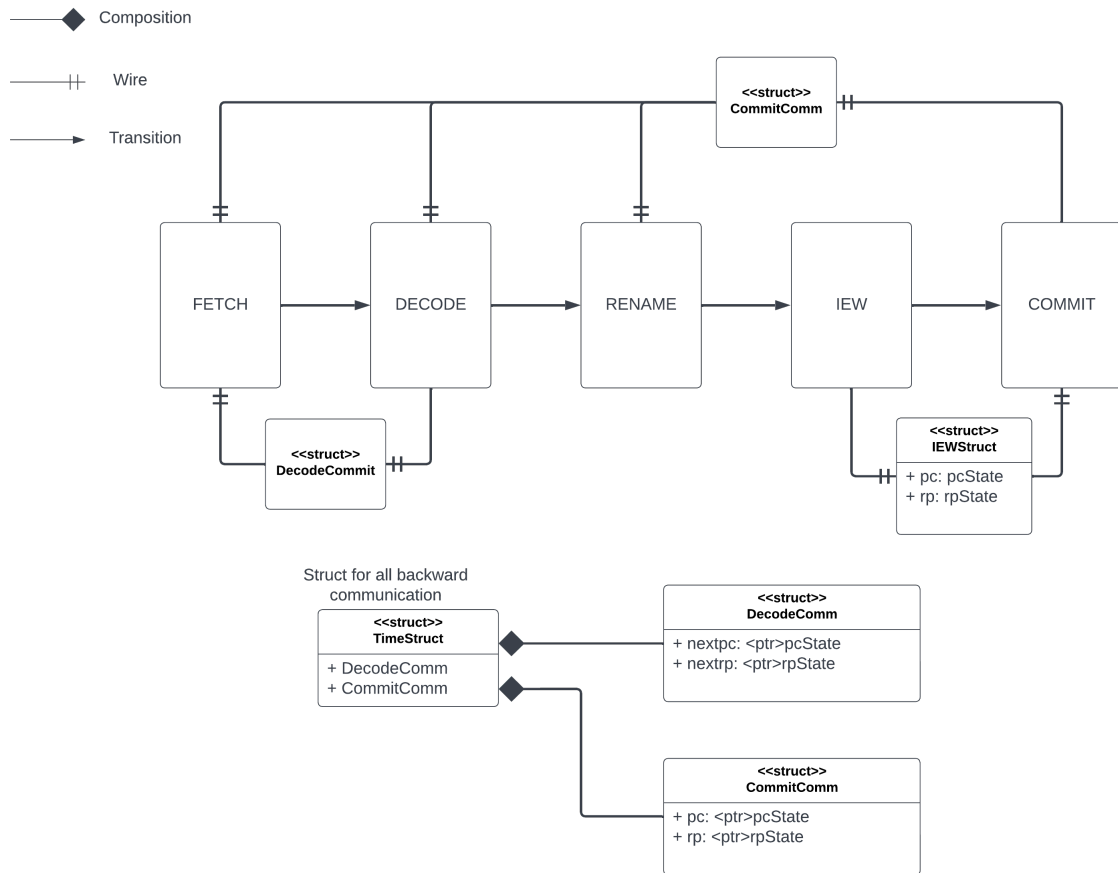 Composition
Wire
Transition
<<struct>>
CommitComm
FETCH
DECODE
RENAME
IEW
COMMIT
<<struct>>
DecodeCommit
<<struct>>
IEWStruct
+ pc: pcState
+ rp: rpState
Struct for all backward
communication
<<struct>>
TimeStruct
+ DecodeComm
+ CommitComm
<<struct>>
DecodeComm
+ nextpc: <ptr>pcState
+ nextrp: <ptr>rpState
<<struct>>
CommitComm
+ pc: <ptr>pcState
+ rp: <ptr>rpState